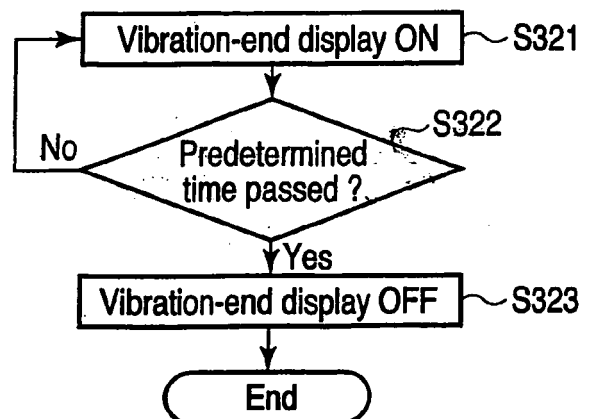 Vibration-end display ON
S321
S322
No
Predetermined
time passed ?
Yes
Vibration-end display OFF
S323
End